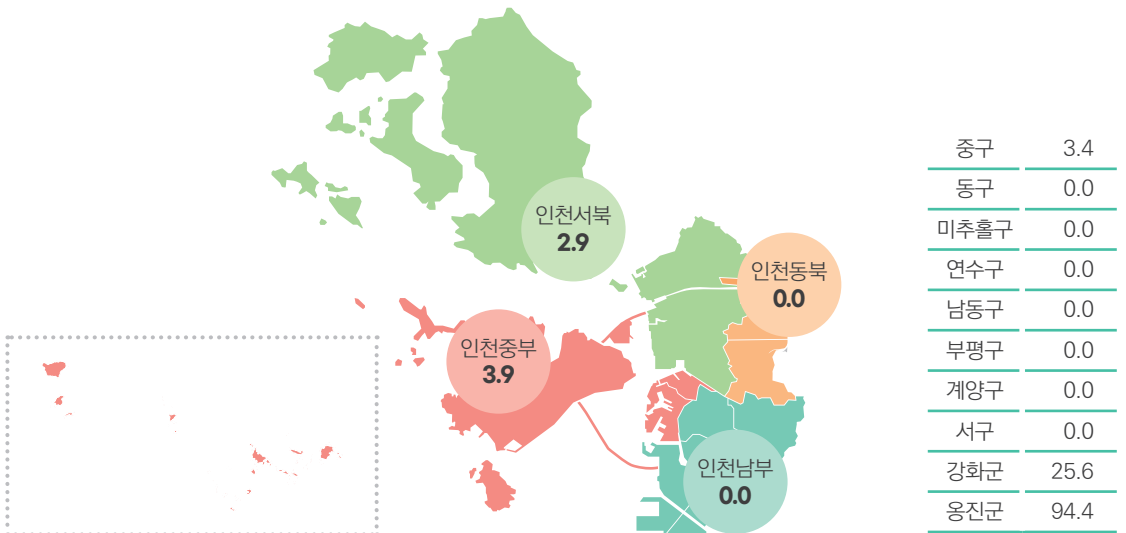 인천서북
2.9
인천동북
0.0
인천중부
3.9
인천남부
0.0
중구 3.4
동구 0.0
미추홀구 0.0
연수구 0.0
남동구 0.0
부평구 0.0
계양구 0.0
서구 0.0
강화군 25.6
옹진군 94.4